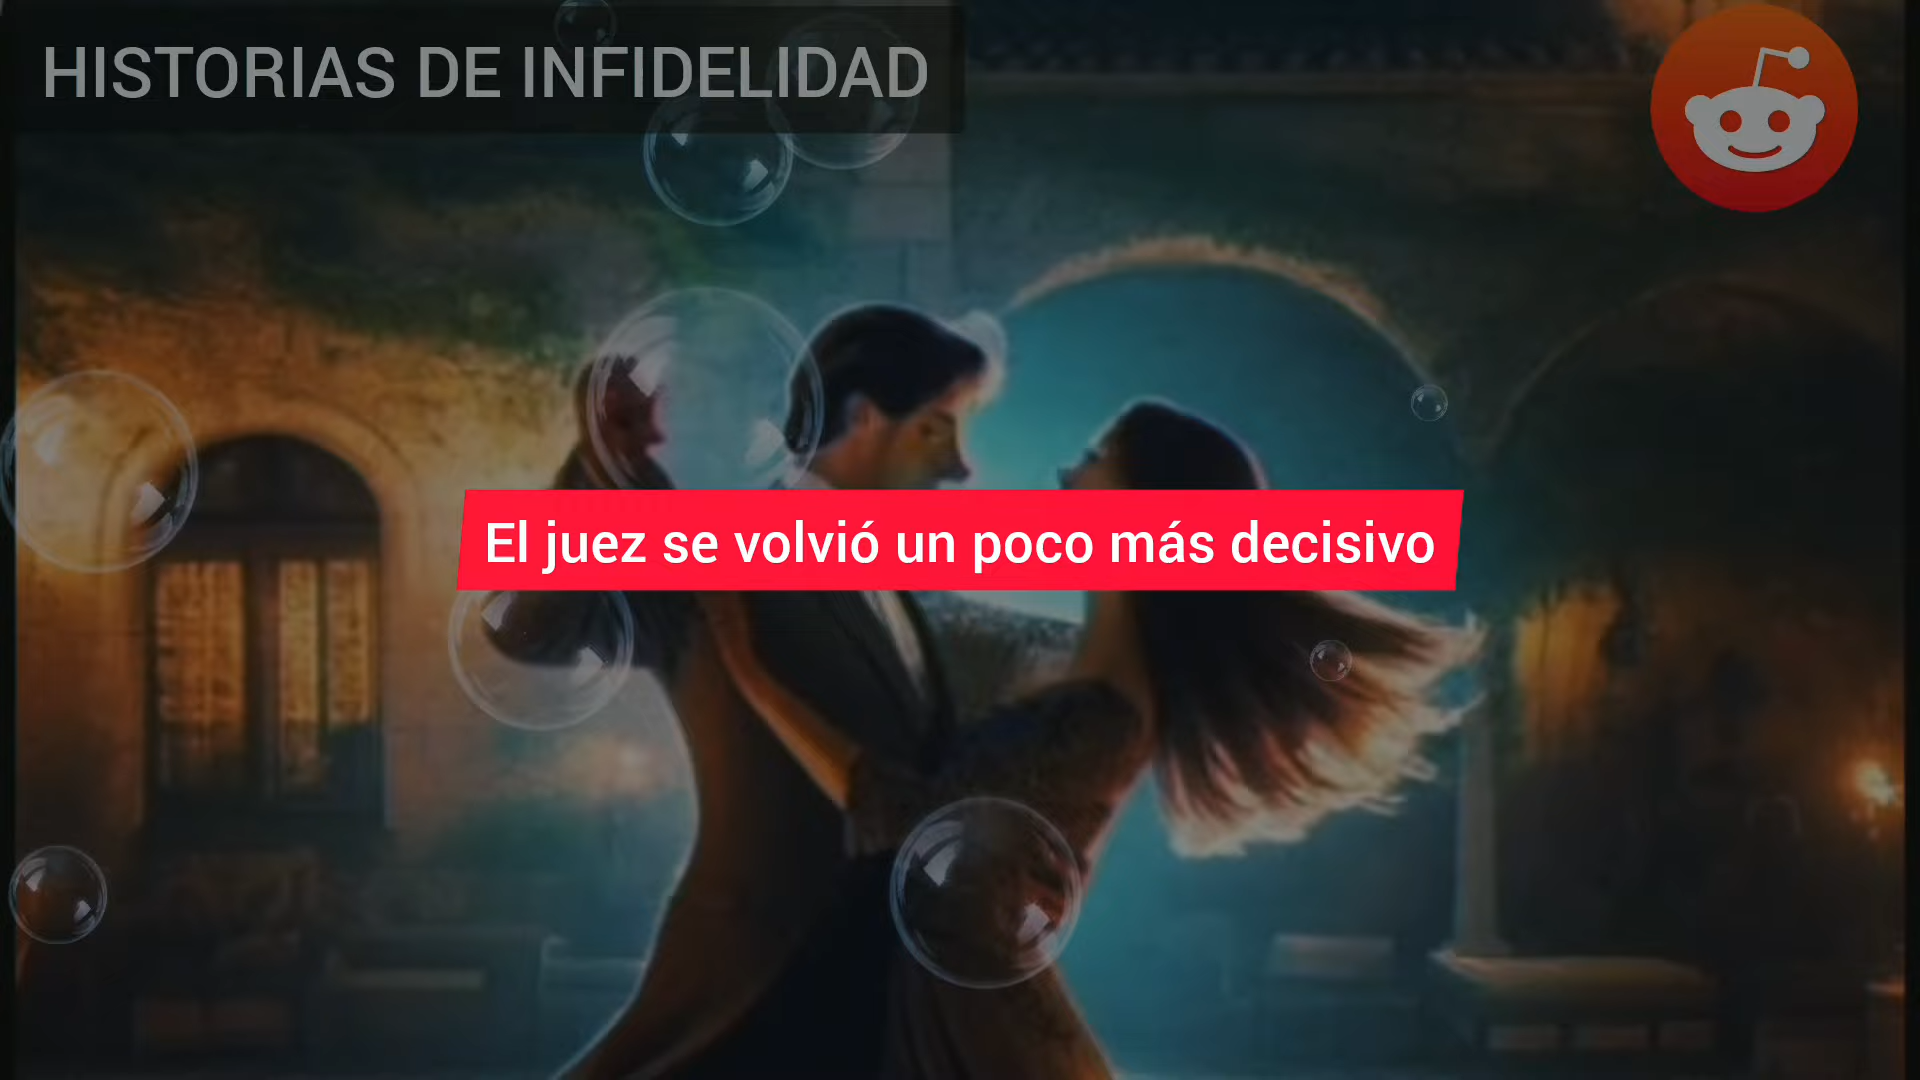 HISTORIAS DE INFIDELIDAD
El juez se volvió un poco más decisivo